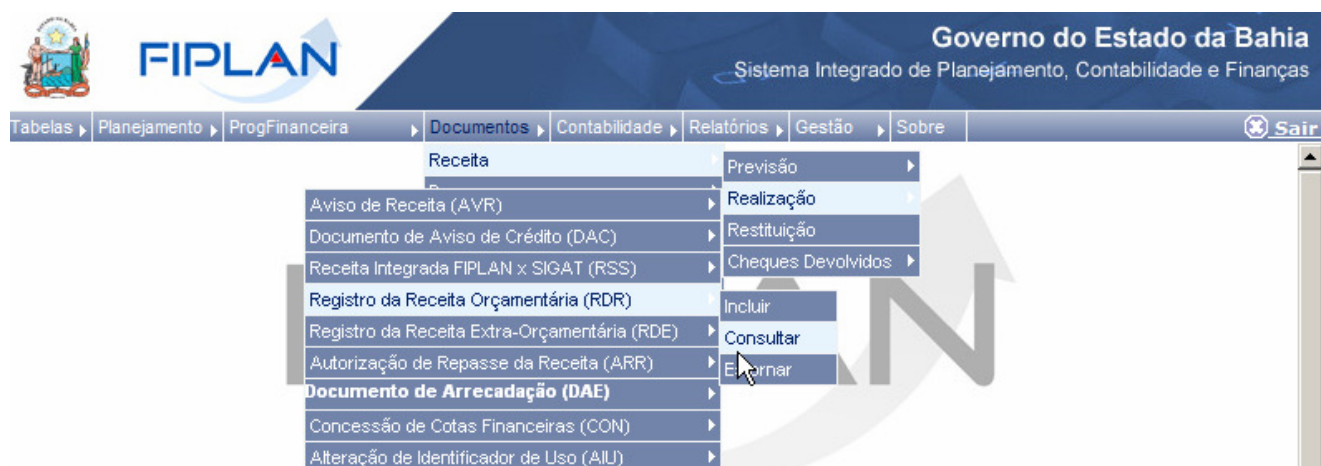 FIPLAN
Governo do Estado da Bahia
Sistema Integrado de Planejamento, Contabilidade e Finanças
Tabelas Planejamento ProgFinanceira Documentos Contabilidade Relatórios Gestão Sobre Sair
Receita
Previsão
Realização
Restituição
Cheques Devolvidos
Aviso de Receita (AVR)
Documento de Aviso de Crédito (DAC)
Receita Integrada FIPLAN x SIGAT (RSS)
Registro da Receita Orçamentária (RDR)
Registro da Receita Extra-Orçamentária (RDE)
Autorização de Repasse da Receita (ARR)
Documento de Arrecadação (DAE)
Concessão de Cotas Financeiras (CON)
Alteração de Identificador de Uso (AIU)
Incluir
Consultar